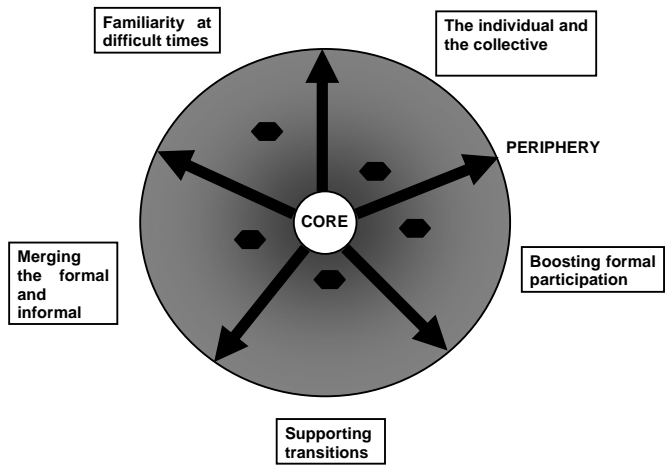 Familiarity at
difficult times
The individual and
the collective
PERIPHERY
CORE
Merging
the formal
and
informal
Boosting formal
participation
Supporting
transitions